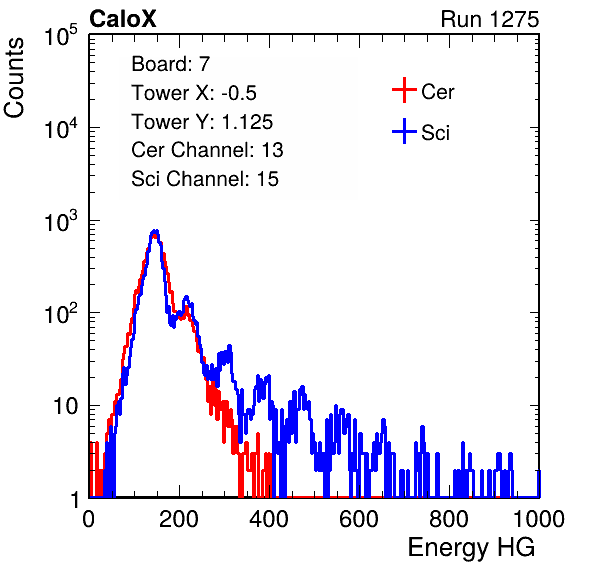 CaloX Run 1275
Counts
Board: 7
Tower X: -0.5
Tower Y: 1.125
Cer Channel: 13
Sci Channel: 15
Cer
Sci
10^5
10^4
10^3
10^2
10
1
0 200 400 600 800 1000
Energy HG